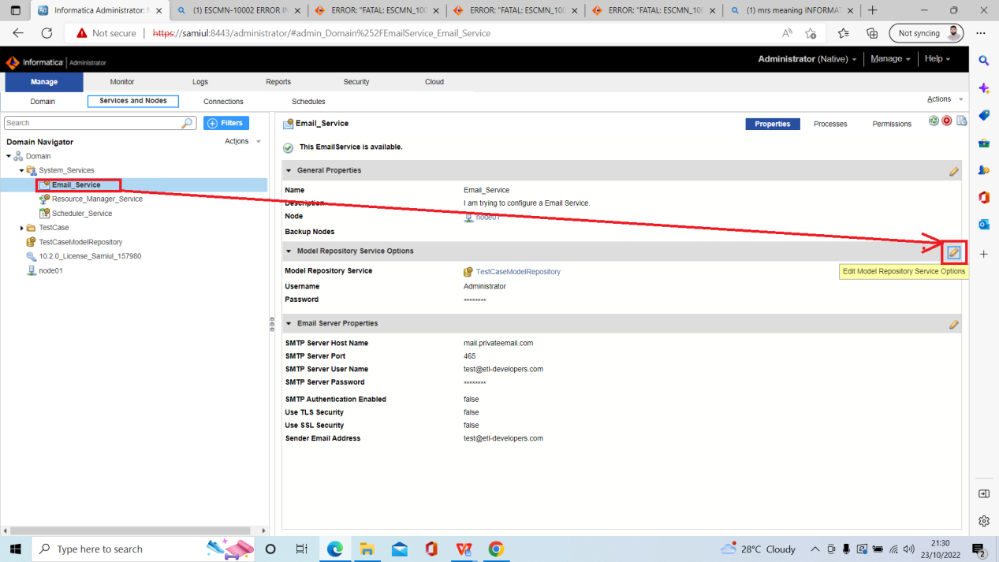 Informatica Administrator: M
(1) ESCMN-10002 ERROR IN
ERROR: "FATAL: ESCMN_100
ERROR: "FATAL: ESCMN_100
ERROR: "FATAL: ESCMN_100
(1) mrs meaning INFORMAT
Not secure
https://samiul:8443/administrator/#admin_Domain%252FEmailService_Email_Service
Not syncing
Informatica Administrator
Administrator (Native)
Manage
Help
Manage
Monitor
Logs
Reports
Security
Cloud
Domain
Services and Nodes
Connections
Schedules
Actions
Search
Filters
Domain Navigator
Actions
Domain
System_Services
Email_Service
Resource_Manager_Service
Scheduler_Service
TestCase
TestCaseModelRepository
10.2.0_License_Samiul_157980
node01
Email_Service
Properties
Processes
Permissions
This EmailService is available.
General Properties
Name Email_Service
Description I am trying to configure a Email Service.
Node node01
Backup Nodes
Model Repository Service Options
Edit Model Repository Service Options
Model Repository Service TestCaseModelRepository
Username Administrator
Password ********
Email Server Properties
SMTP Server Host Name mail.privateemail.com
SMTP Server Port 465
SMTP Server User Name test@etl-developers.com
SMTP Server Password ********
SMTP Authentication Enabled false
Use TLS Security false
Use SSL Security false
Sender Email Address test@etl-developers.com
Type here to search
28°C Cloudy
21:30
23/10/2022
2